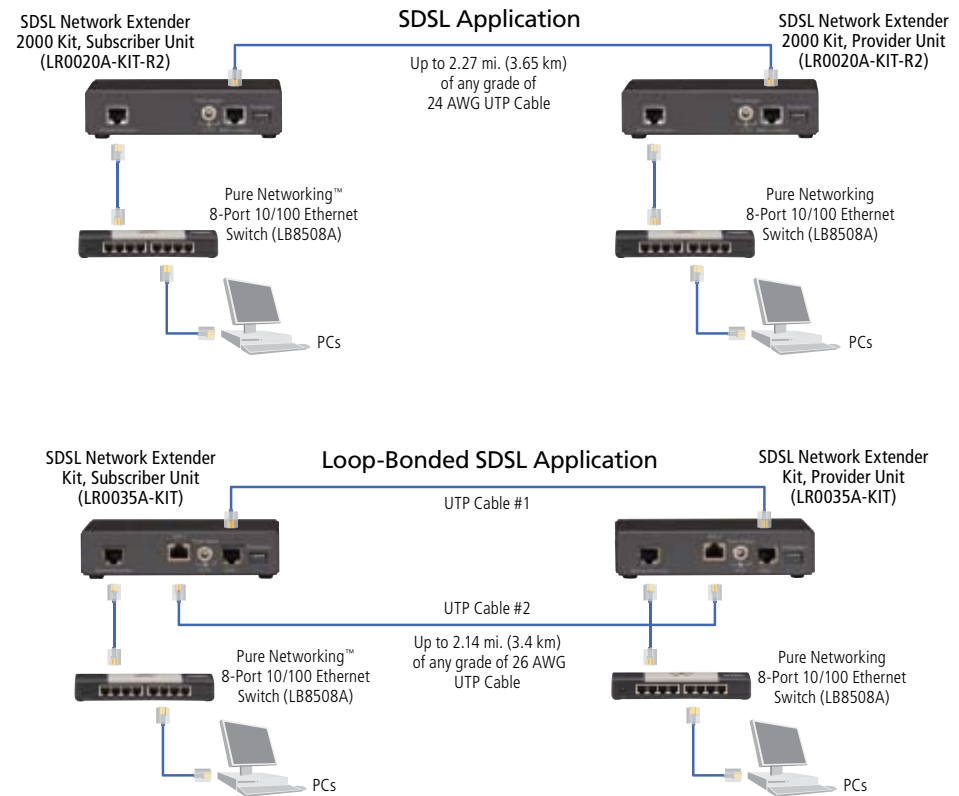 SDSL Application
SDSL Network Extender
2000 Kit, Subscriber Unit
(LR0020A-KIT-R2)
Up to 2.27 mi. (3.65 km)
of any grade of
24 AWG UTP Cable
SDSL Network Extender
2000 Kit, Provider Unit
(LR0020A-KIT-R2)
Pure Networking™
8-Port 10/100 Ethernet
Switch (LB8508A)
PCs
Pure Networking
8-Port 10/100 Ethernet
Switch (LB8508A)
PCs
Loop-Bonded SDSL Application
SDSL Network Extender
Kit, Subscriber Unit
(LR0035A-KIT)
UTP Cable #1
SDSL Network Extender
Kit, Provider Unit
(LR0035A-KIT)
UTP Cable #2
Up to 2.14 mi. (3.4 km)
of any grade of 26 AWG
UTP Cable
Pure Networking™
8-Port 10/100 Ethernet
Switch (LB8508A)
PCs
Pure Networking
8-Port 10/100 Ethernet
Switch (LB8508A)
PCs